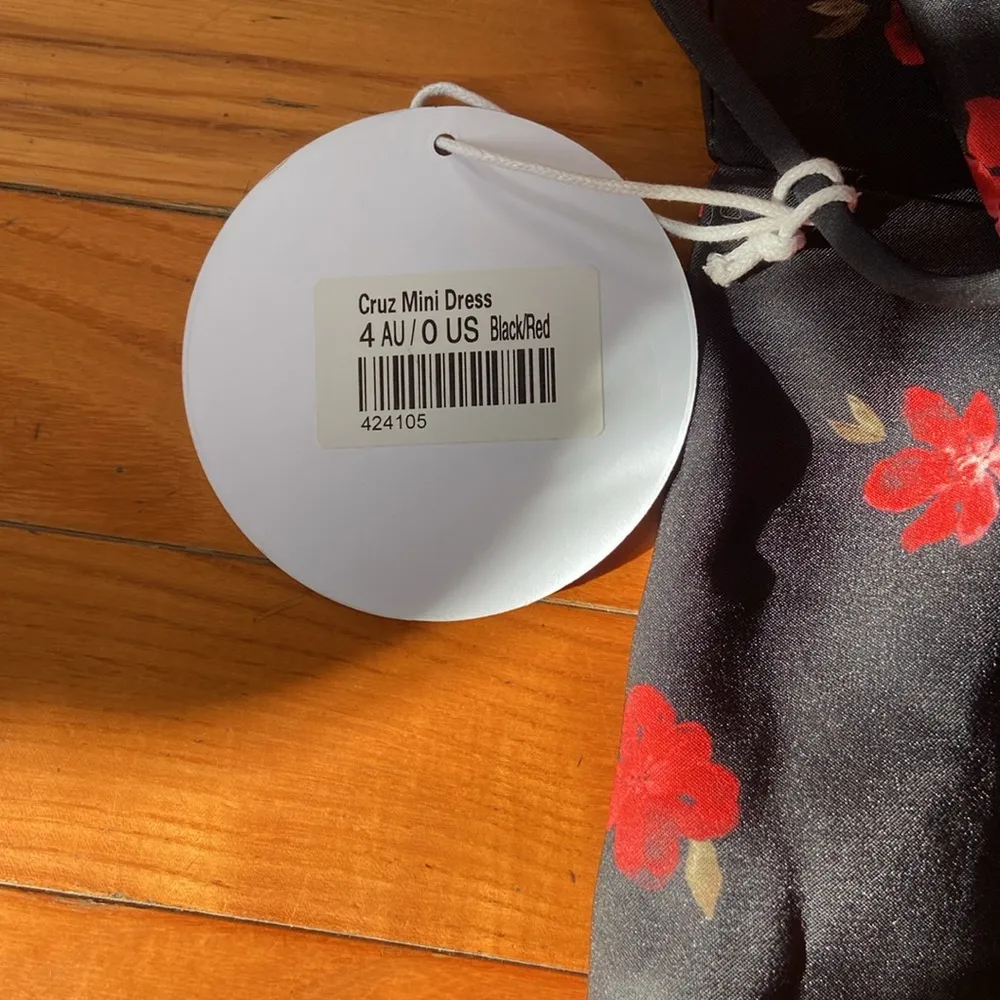 Cruz Mini Dress
4 AU / 0 US Black/Red
424105